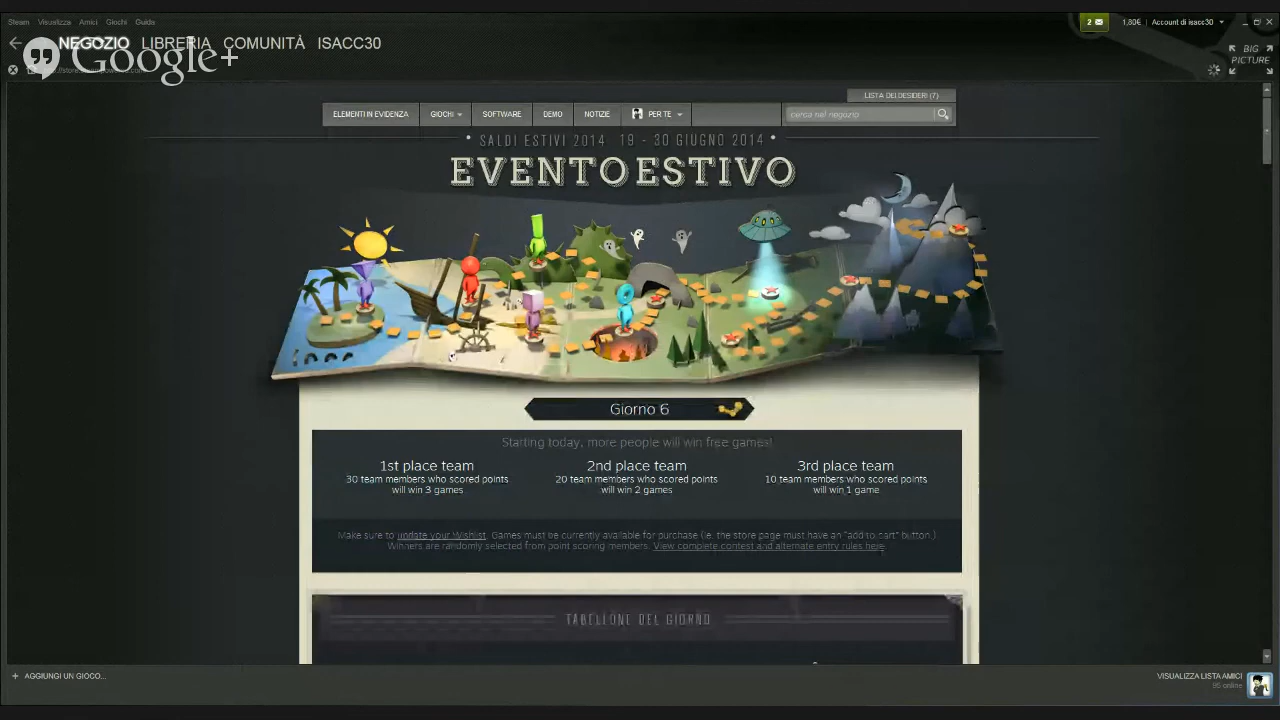 Steam Visualizza Amici Giochi Guida
2 1,80€ Account di isacc30
NEGOZIO LIBRERIA COMUNITÀ ISACC30
Google+
BIG PICTURE
LISTA DEI DESIDERI (7)
ELEMENTI IN EVIDENZA GIOCHI SOFTWARE DEMO NOTIZIE PER TE cerca nel negozio
• SALDI ESTIVI 2014 19 - 30 GIUGNO 2014 •
EVENTO ESTIVO
Giorno 6
Starting today, more people will win free games!
1st place team
30 team members who scored points
will win 3 games
2nd place team
20 team members who scored points
will win 2 games
3rd place team
10 team members who scored points
will win 1 game
Make sure to update your Wishlist. Games must be currently available for purchase (i.e. the store page must have an "add to cart" button.)
Winners are randomly selected from point scoring members. View complete contest and alternate entry rules here.
TABELLONE DEL GIORNO
+ AGGIUNGI UN GIOCO...
VISUALIZZA LISTA AMICI